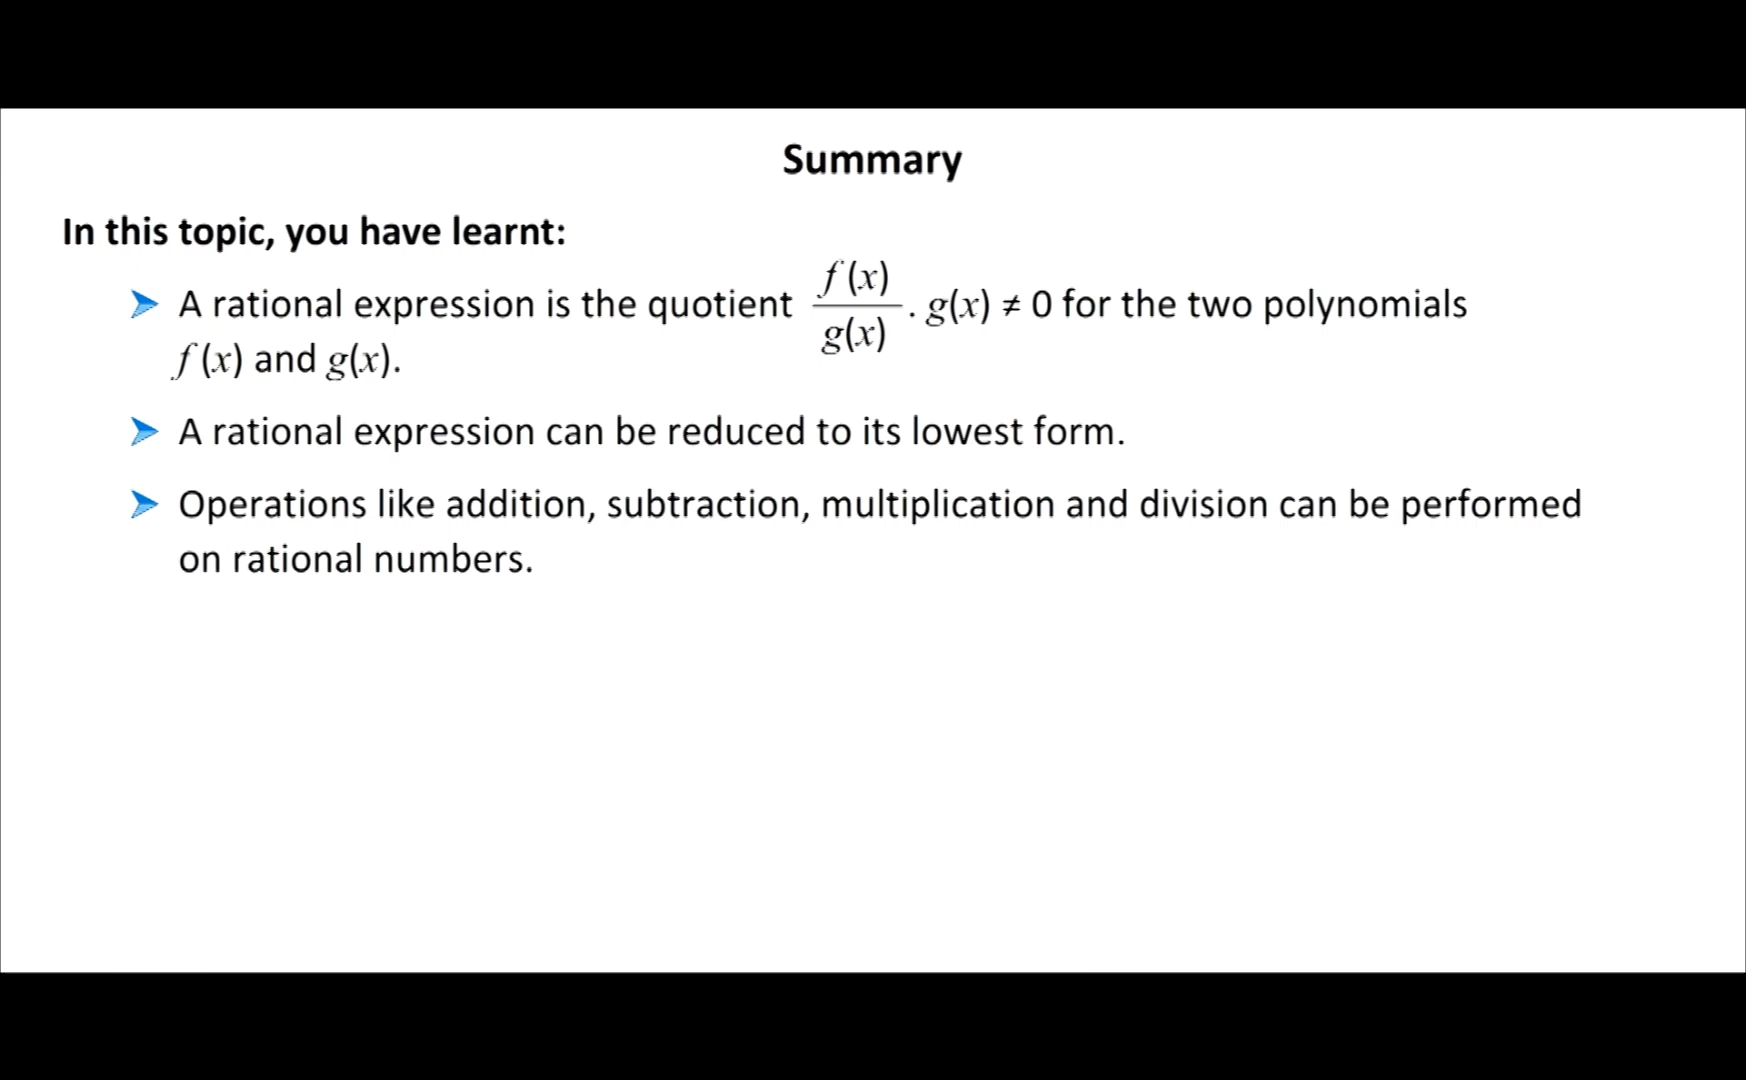 Summary
In this topic, you have learnt:
➤ A rational expression is the quotient f(x)/g(x) . g(x) ≠ 0 for the two polynomials
f(x) and g(x).
➤ A rational expression can be reduced to its lowest form.
➤ Operations like addition, subtraction, multiplication and division can be performed
on rational numbers.